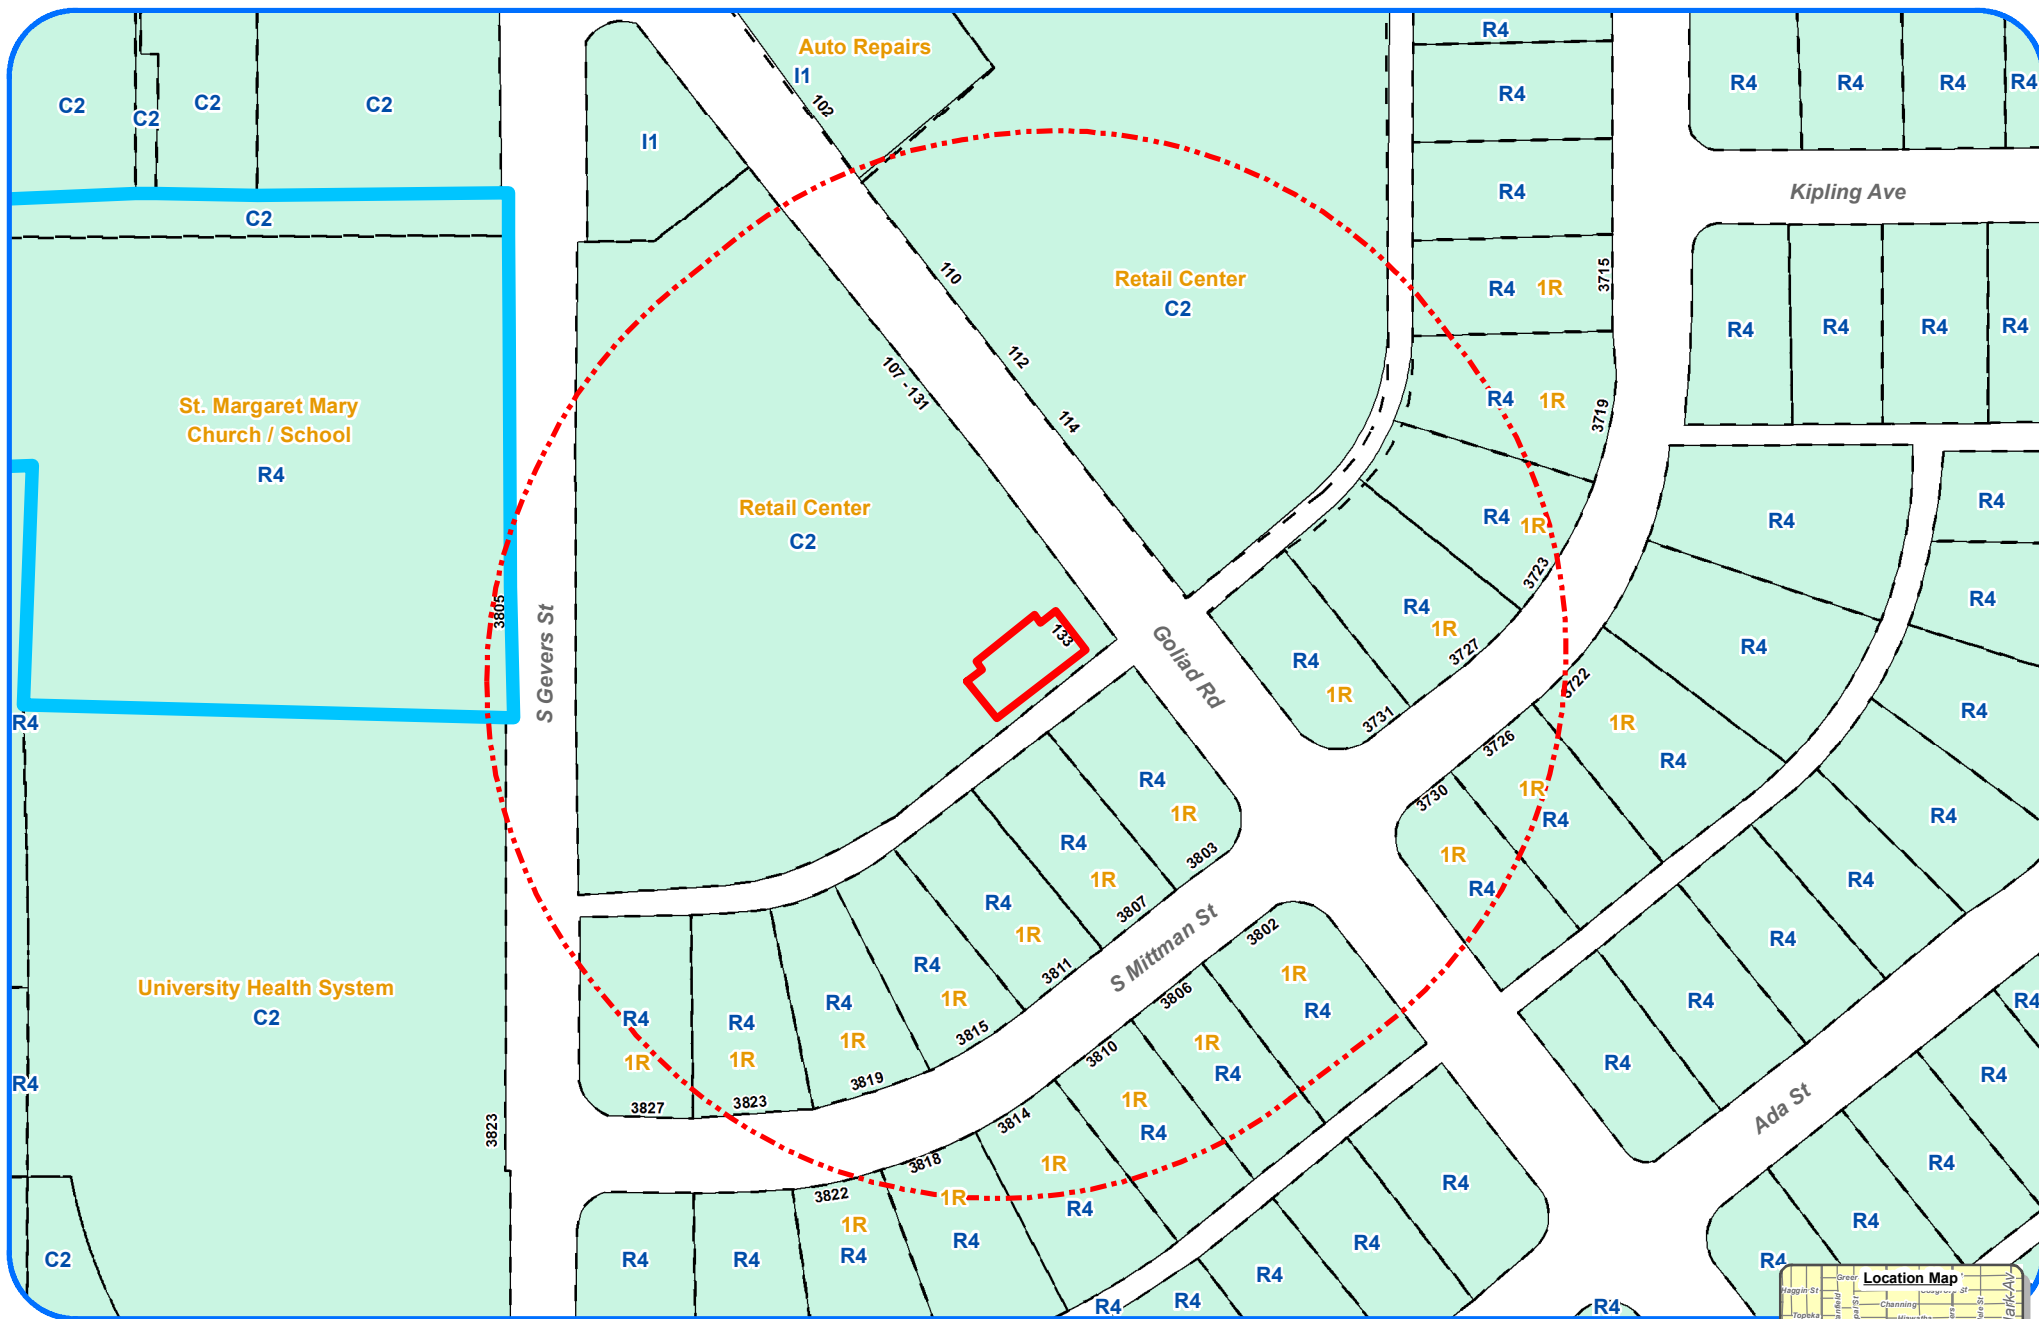 Auto Repairs
I1
102
C2
C2
C2
C2
I1
R4
R4
R4
R4
R4
R4
R4
Kipling Ave
C2
R4
1R
3715
Retail Center
C2
110
112
114
107 -131
R4
R4
R4
R4
St. Margaret Mary
Church / School
R4
R4
1R
3719
Retail Center
C2
R4
1R
3723
R4
R4
3805
S Gevers St
133
Goliad Rd
R4
1R
3727
R4
1R
3731
R4
R4
R4
R4
3722
1R
R4
3726
1R
R4
3730
1R
R4
R4
1R
3803
R4
1R
3807
R4
1R
3811
R4
1R
3815
R4
1R
3819
R4
1R
3823
R4
1R
3827
S Mittman St
3802
1R
R4
3806
1R
R4
3810
1R
R4
3814
1R
R4
3818
1R
R4
3822
1R
R4
R4
R4
University Health System
C2
R4
3823
C2
R4
R4
R4
R4
R4
R4
Ada St
R4
R4
R4
R4
R4
R4
R4
R4
R4
R4
R4
Location Map
Greer
Haggin St
Channing
Topeka
Hiawatha